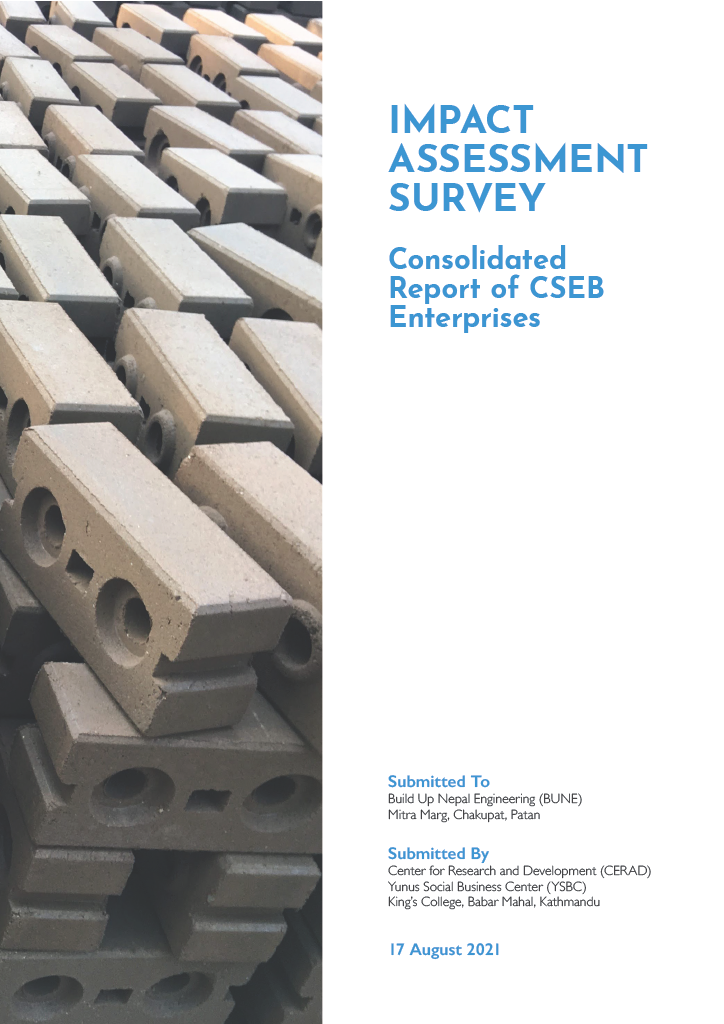 IMPACT
ASSESSMENT
SURVEY
Consolidated
Report of CSEB
Enterprises
Submitted To
Build Up Nepal Engineering (BUNE)
Mitra Marg, Chakupat, Patan
Submitted By
Center for Research and Development (CERAD)
Yunus Social Business Center (YSBC)
King's College, Babar Mahal, Kathmandu
17 August 2021